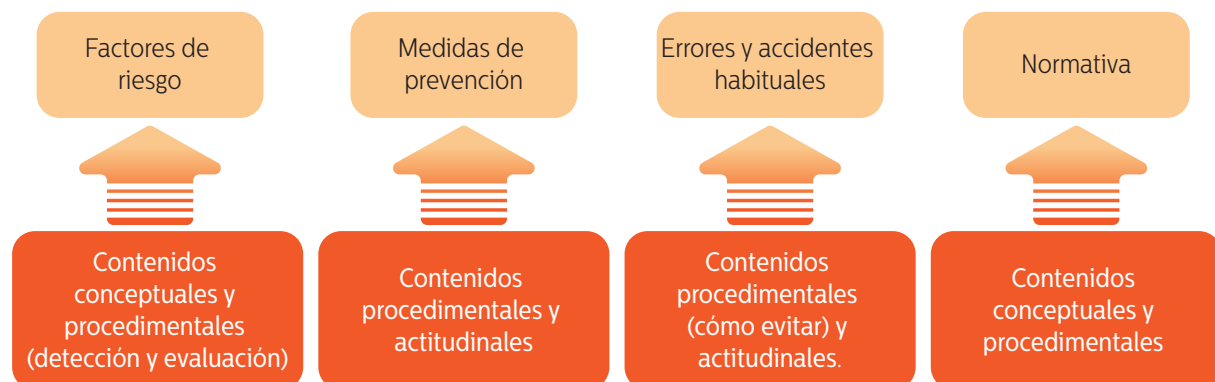 Factores de
riesgo
Medidas de
prevención
Errores y accidentes
habituales
Normativa
Contenidos
conceptuales y
procedimentales
(detección y evaluación)
Contenidos
procedimentales y
actitudinales
Contenidos
procedimentales
(cómo evitar) y
actitudinales.
Contenidos
conceptuales y
procedimentales